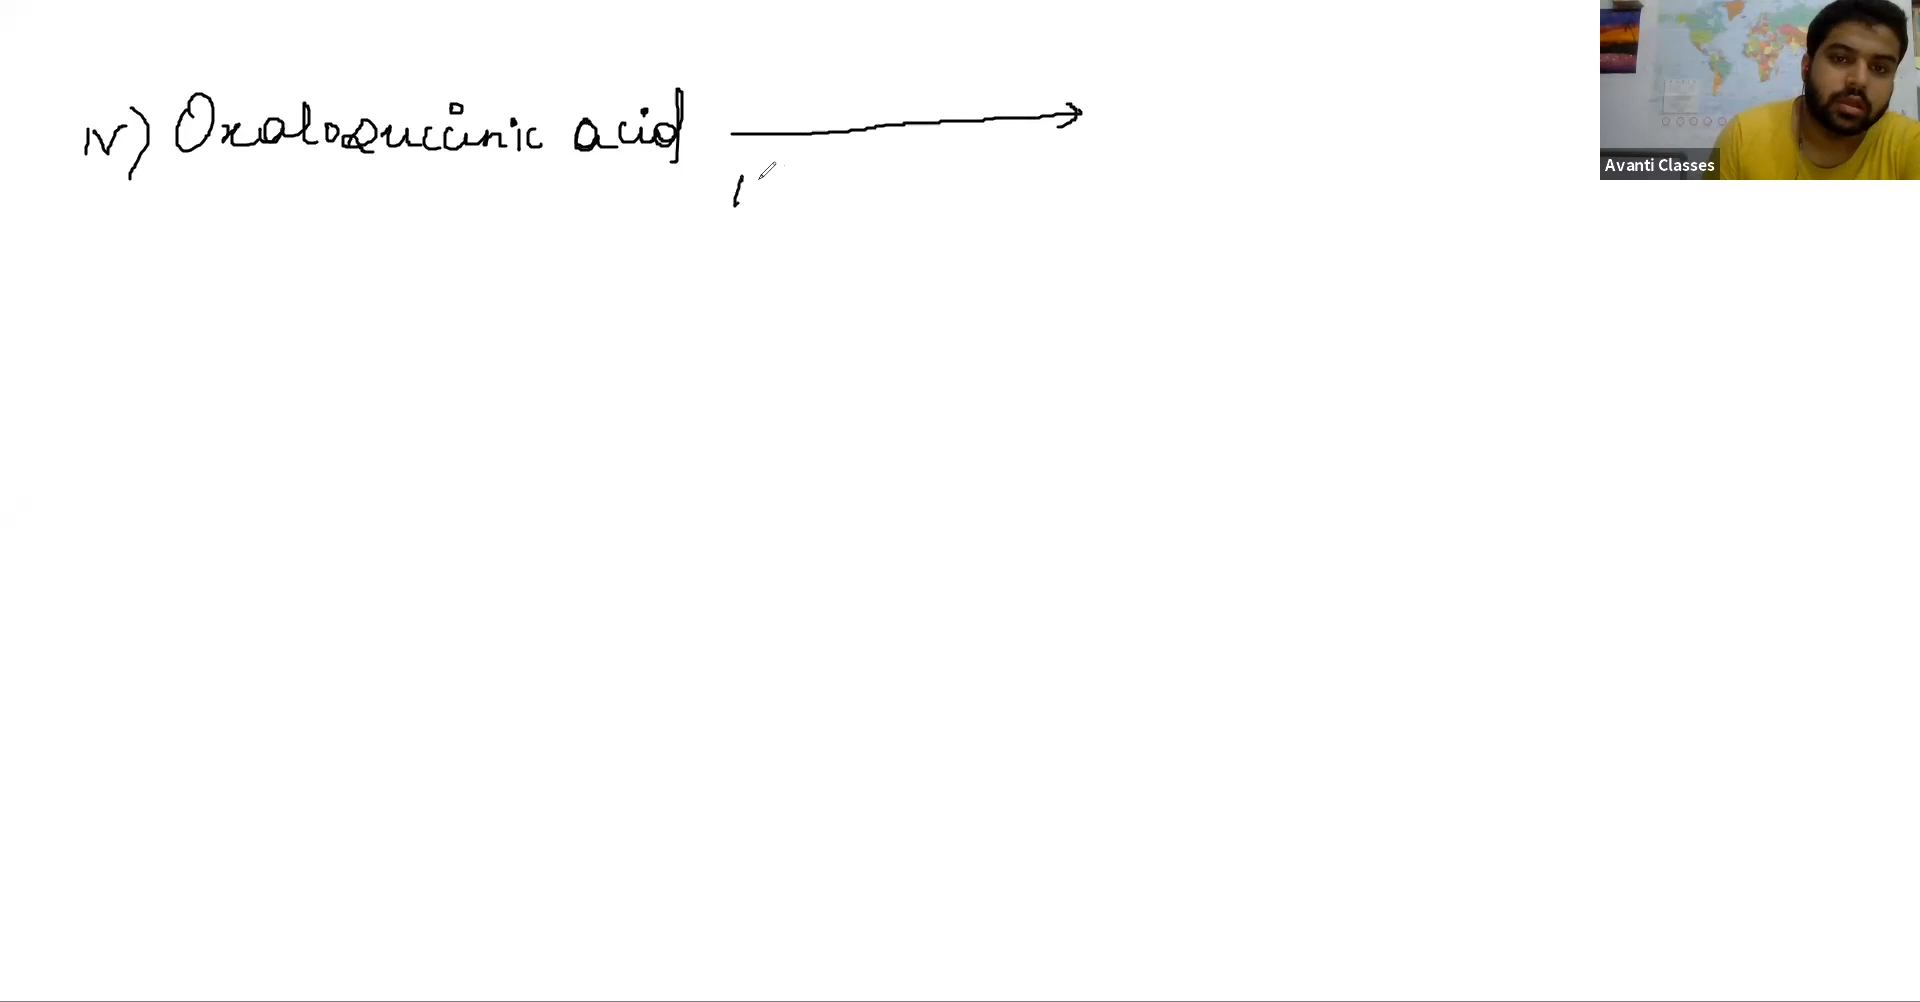 IV) Oxalosuccinic acid →
Avanti Classes